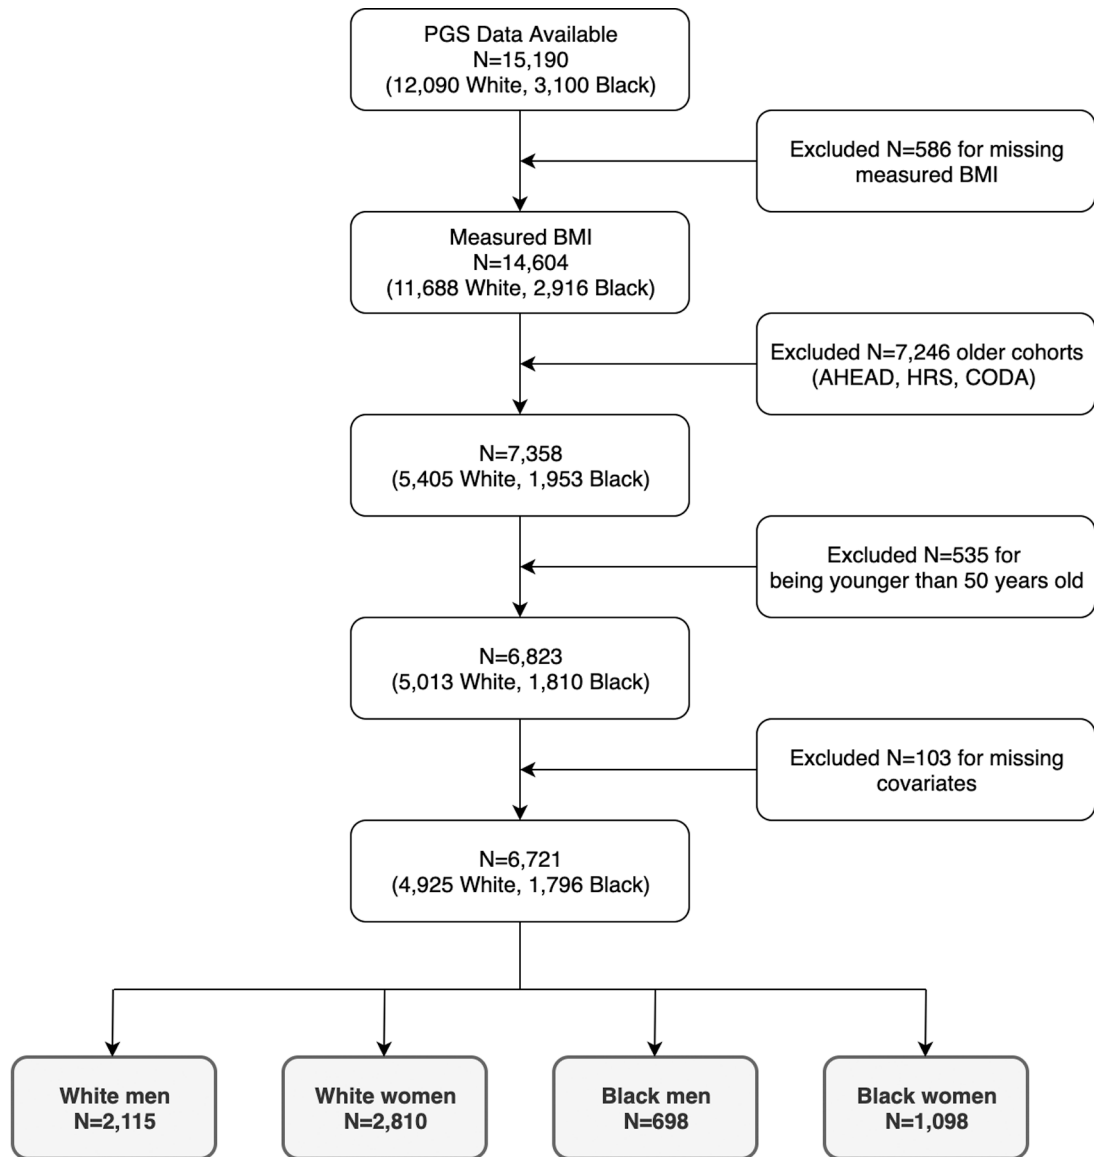 PGS Data Available
N=15,190
(12,090 White, 3,100 Black)
Excluded N=586 for missing
measured BMI
Measured BMI
N=14,604
(11,688 White, 2,916 Black)
Excluded N=7,246 older cohorts
(AHEAD, HRS, CODA)
N=7,358
(5,405 White, 1,953 Black)
Excluded N=535 for
being younger than 50 years old
N=6,823
(5,013 White, 1,810 Black)
Excluded N=103 for missing
covariates
N=6,721
(4,925 White, 1,796 Black)
White men
N=2,115
White women
N=2,810
Black men
N=698
Black women
N=1,098